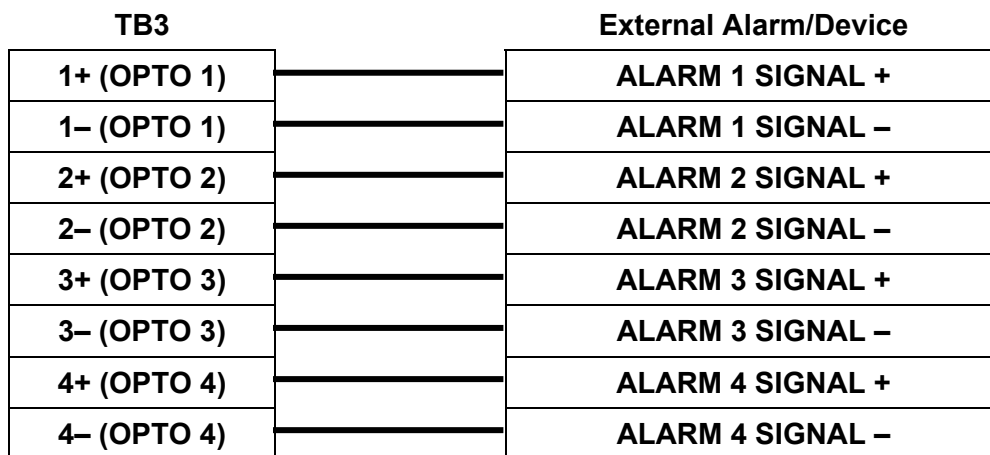 TB3 External Alarm/Device
1+ (OPTO 1) ALARM 1 SIGNAL +
1– (OPTO 1) ALARM 1 SIGNAL –
2+ (OPTO 2) ALARM 2 SIGNAL +
2– (OPTO 2) ALARM 2 SIGNAL –
3+ (OPTO 3) ALARM 3 SIGNAL +
3– (OPTO 3) ALARM 3 SIGNAL –
4+ (OPTO 4) ALARM 4 SIGNAL +
4– (OPTO 4) ALARM 4 SIGNAL –